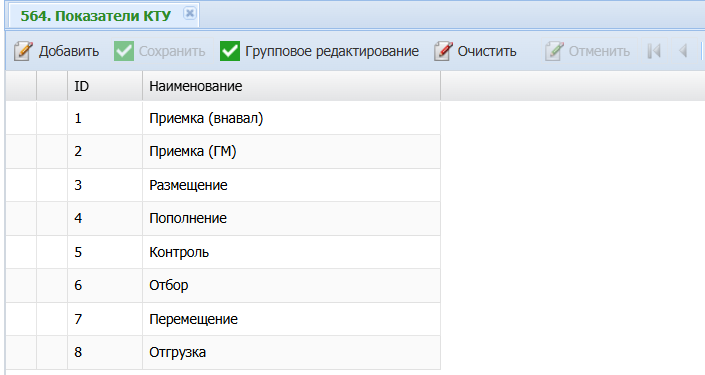 564. Показатели КТУ
Добавить Сохранить Групповое редактирование Очистить Отменить
ID Наименование
1 Приемка (внавал)
2 Приемка (ГМ)
3 Размещение
4 Пополнение
5 Контроль
6 Отбор
7 Перемещение
8 Отгрузка